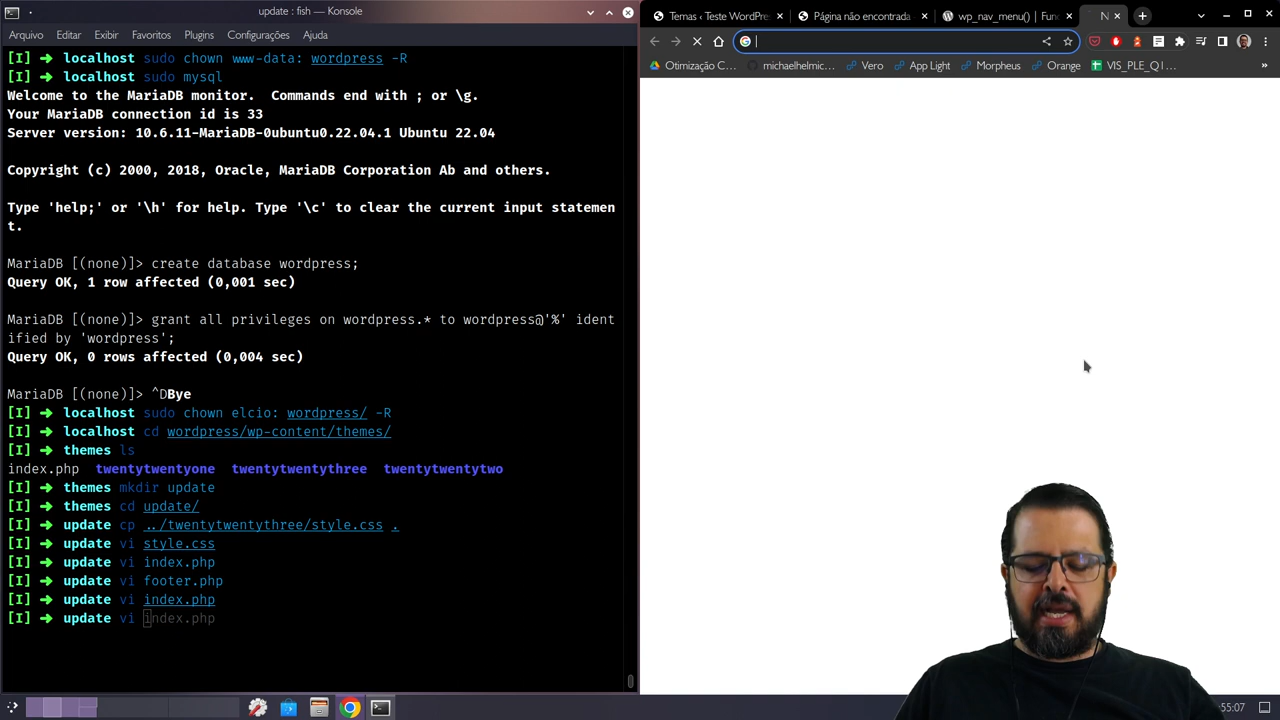 update : fish — Konsole
Arquivo Editar Exibir Favoritos Plugins Configurações Ajuda
[I] ➜ localhost sudo chown www-data: wordpress -R
[I] ➜ localhost sudo mysql
Welcome to the MariaDB monitor.  Commands end with ; or \g.
Your MariaDB connection id is 33
Server version: 10.6.11-MariaDB-0ubuntu0.22.04.1 Ubuntu 22.04
Copyright (c) 2000, 2018, Oracle, MariaDB Corporation Ab and others.
Type 'help;' or '\h' for help. Type '\c' to clear the current input statemen
t.
MariaDB [(none)]> create database wordpress;
Query OK, 1 row affected (0,001 sec)
MariaDB [(none)]> grant all privileges on wordpress.* to wordpress@'%' ident
ified by 'wordpress';
Query OK, 0 rows affected (0,004 sec)
MariaDB [(none)]> ^DBye
[I] ➜ localhost sudo chown elcio: wordpress/ -R
[I] ➜ localhost cd wordpress/wp-content/themes/
[I] ➜ themes ls
index.php  twentytwentyone  twentytwentythree  twentytwentytwo
[I] ➜ themes mkdir update
[I] ➜ themes cd update/
[I] ➜ update cp ../twentytwentythree/style.css .
[I] ➜ update vi style.css
[I] ➜ update vi index.php
[I] ➜ update vi footer.php
[I] ➜ update vi index.php
[I] ➜ update vi index.php
Temas ‹ Teste WordPre Página não encontrada wp_nav_menu() | Fun N
Otimização C… michaelhelmic… Vero App Light Morpheus Orange VIS_PLE_Q1… »
:55:07